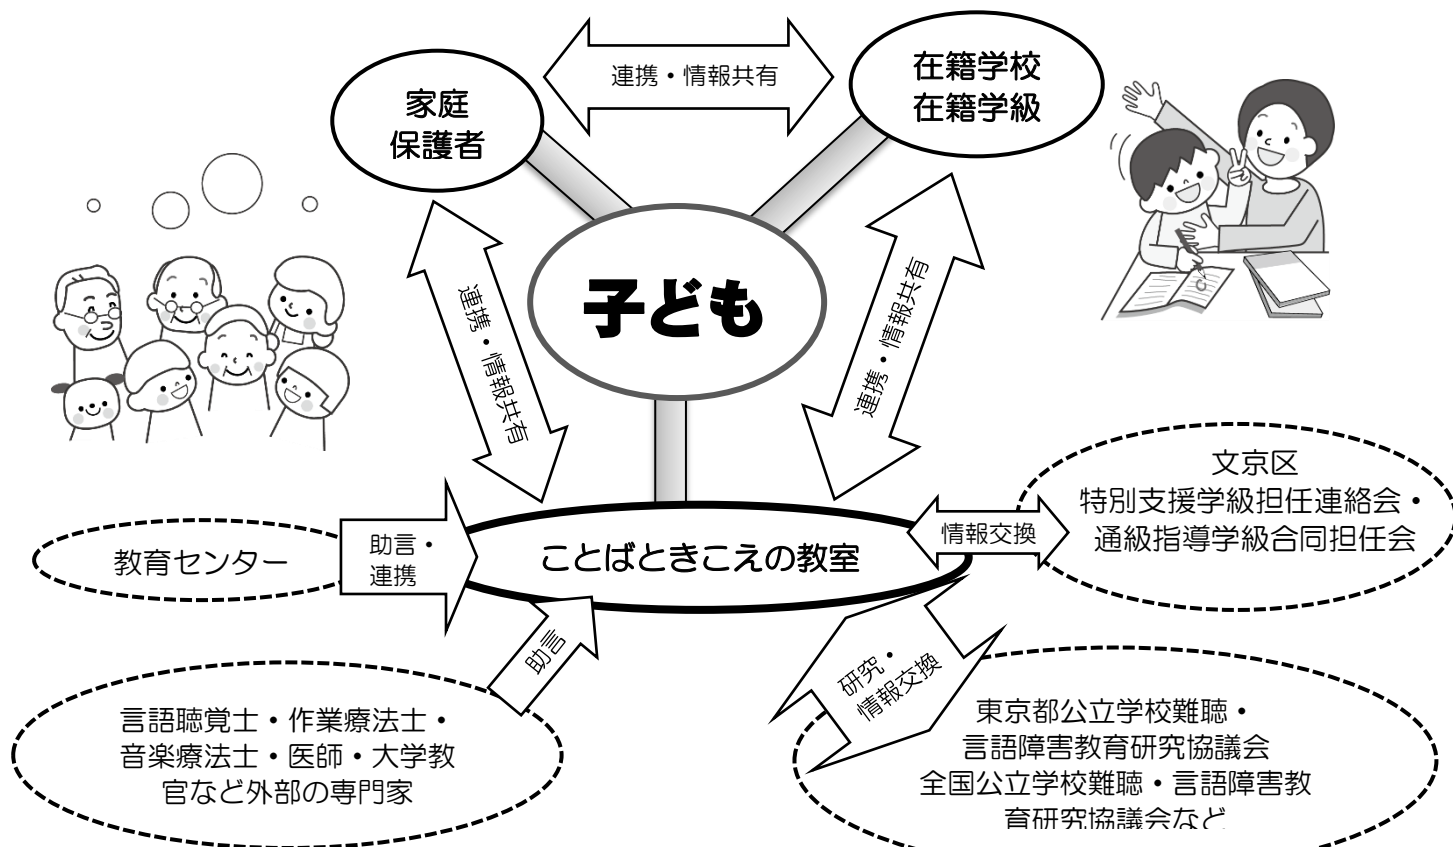 連携・情報共有
在籍学校
在籍学級
家庭
保護者
子ども
連携・情報共有
連携・情報共有
文京区
特別支援学級担任連絡会・
通級指導学級合同担任会
教育センター
助言・
連携
ことばときこえの教室
情報交換
助言
研究・
情報交換
言語聴覚士・作業療法士・
音楽療法士・医師・大学教
官など外部の専門家
東京都公立学校難聴・
言語障害教育研究協議会
全国公立学校難聴・言語障害教
育研究協議会など